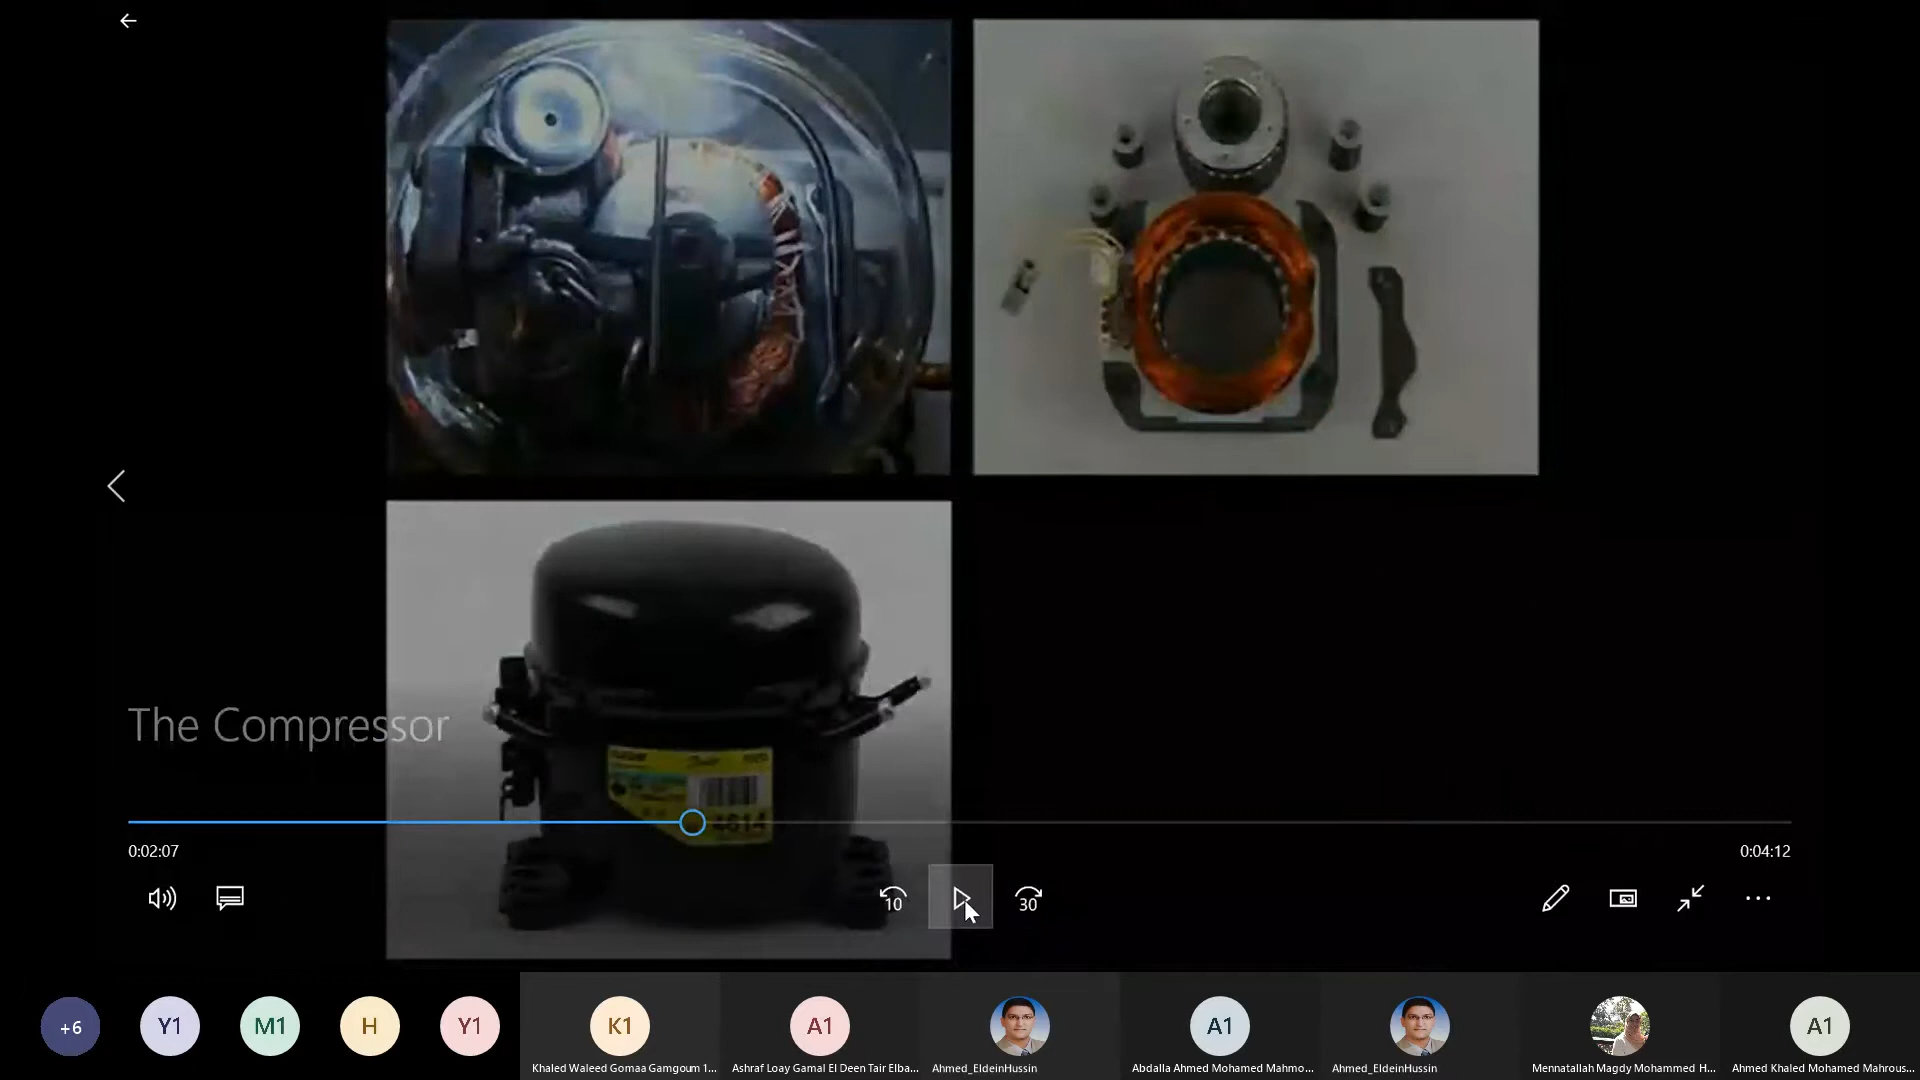 The Compressor
0:02:07
0:04:12
10
30
+6
Y1
M1
H
Y1
K1
A1
A1
A1
Khaled Waleed Gomaa Gamgoum 1...
Ashraf Loay Gamal El Deen Tair Elba...
Ahmed_EldeinHussin
Abdalla Ahmed Mohamed Mahmo...
Ahmed_EldeinHussin
Mennatallah Magdy Mohammed H...
Ahmed Khaled Mohamed Mahrous...